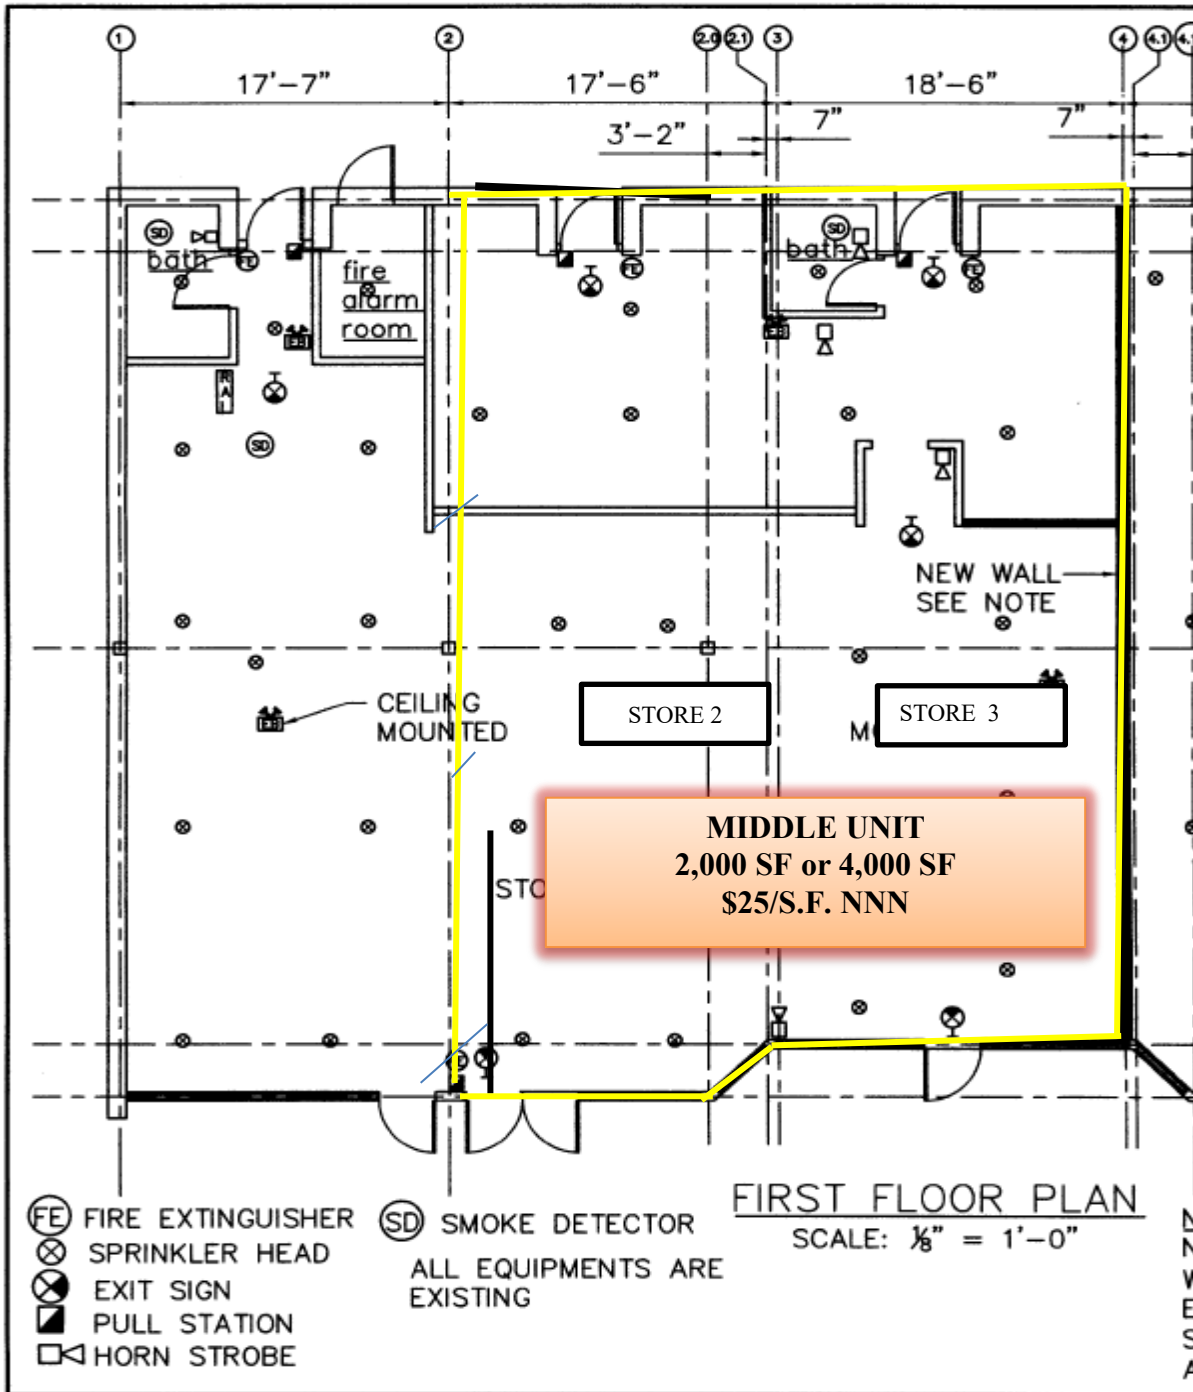 1 2 2.0 2.1 3 4 4.1
17'-7" 17'-6" 18'-6"
3'-2" 7" 7"
SD
bath
FE
fire
alarm
room
EB
R
A
SD
FE
SD
bath
FE
EB
NEW WALL
SEE NOTE
CEILING
MOUNTED
EB
STORE 2
STORE 3
MIDDLE UNIT
2,000 SF or 4,000 SF
$25/S.F. NNN
FE FIRE EXTINGUISHER
SPRINKLER HEAD
EXIT SIGN
PULL STATION
HORN STROBE
SD SMOKE DETECTOR
ALL EQUIPMENTS ARE
EXISTING
FIRST FLOOR PLAN
SCALE: ⅛" = 1'-0"
N
N
W
E
S
A